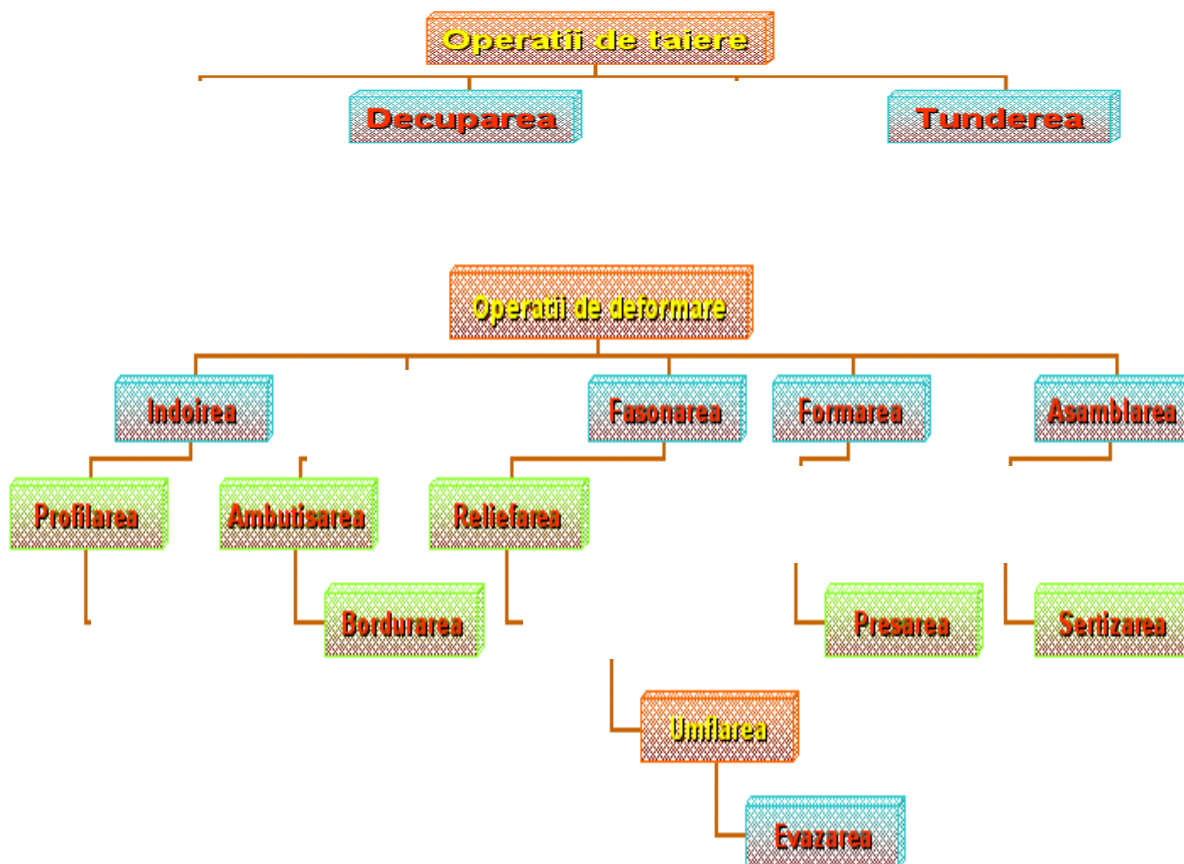 Operatii de taiere
Decuparea
Tunderea
Operatii de deformare
Indoirea
Fasonarea
Formarea
Asamblarea
Profilarea
Ambutisarea
Reliefarea
Bordurarea
Presarea
Sertizarea
Umflarea
Evazarea